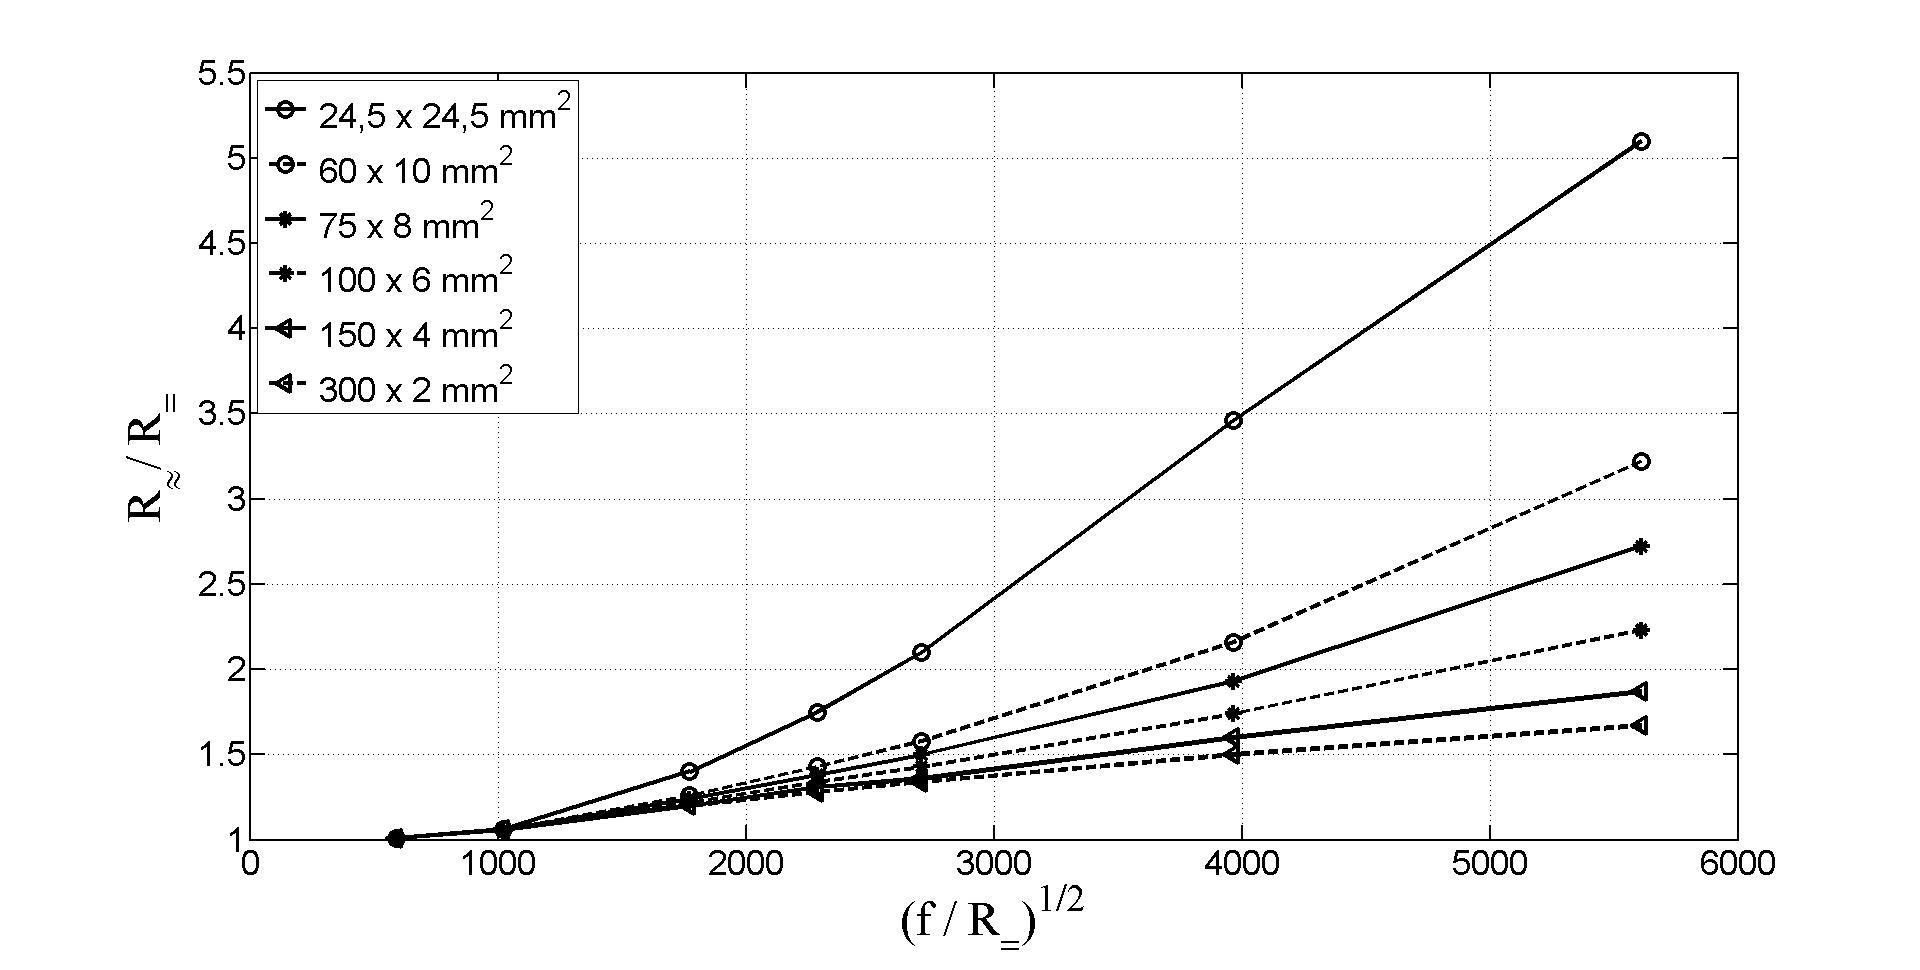 5.5
5
4.5
4
3.5
3
2.5
2
1.5
1
24,5 x 24,5 mm²
60 x 10 mm²
75 x 8 mm²
100 x 6 mm²
150 x 4 mm²
300 x 2 mm²
R≈ / R=
0 1000 2000 3000 4000 5000 6000
(f / R=)^1/2